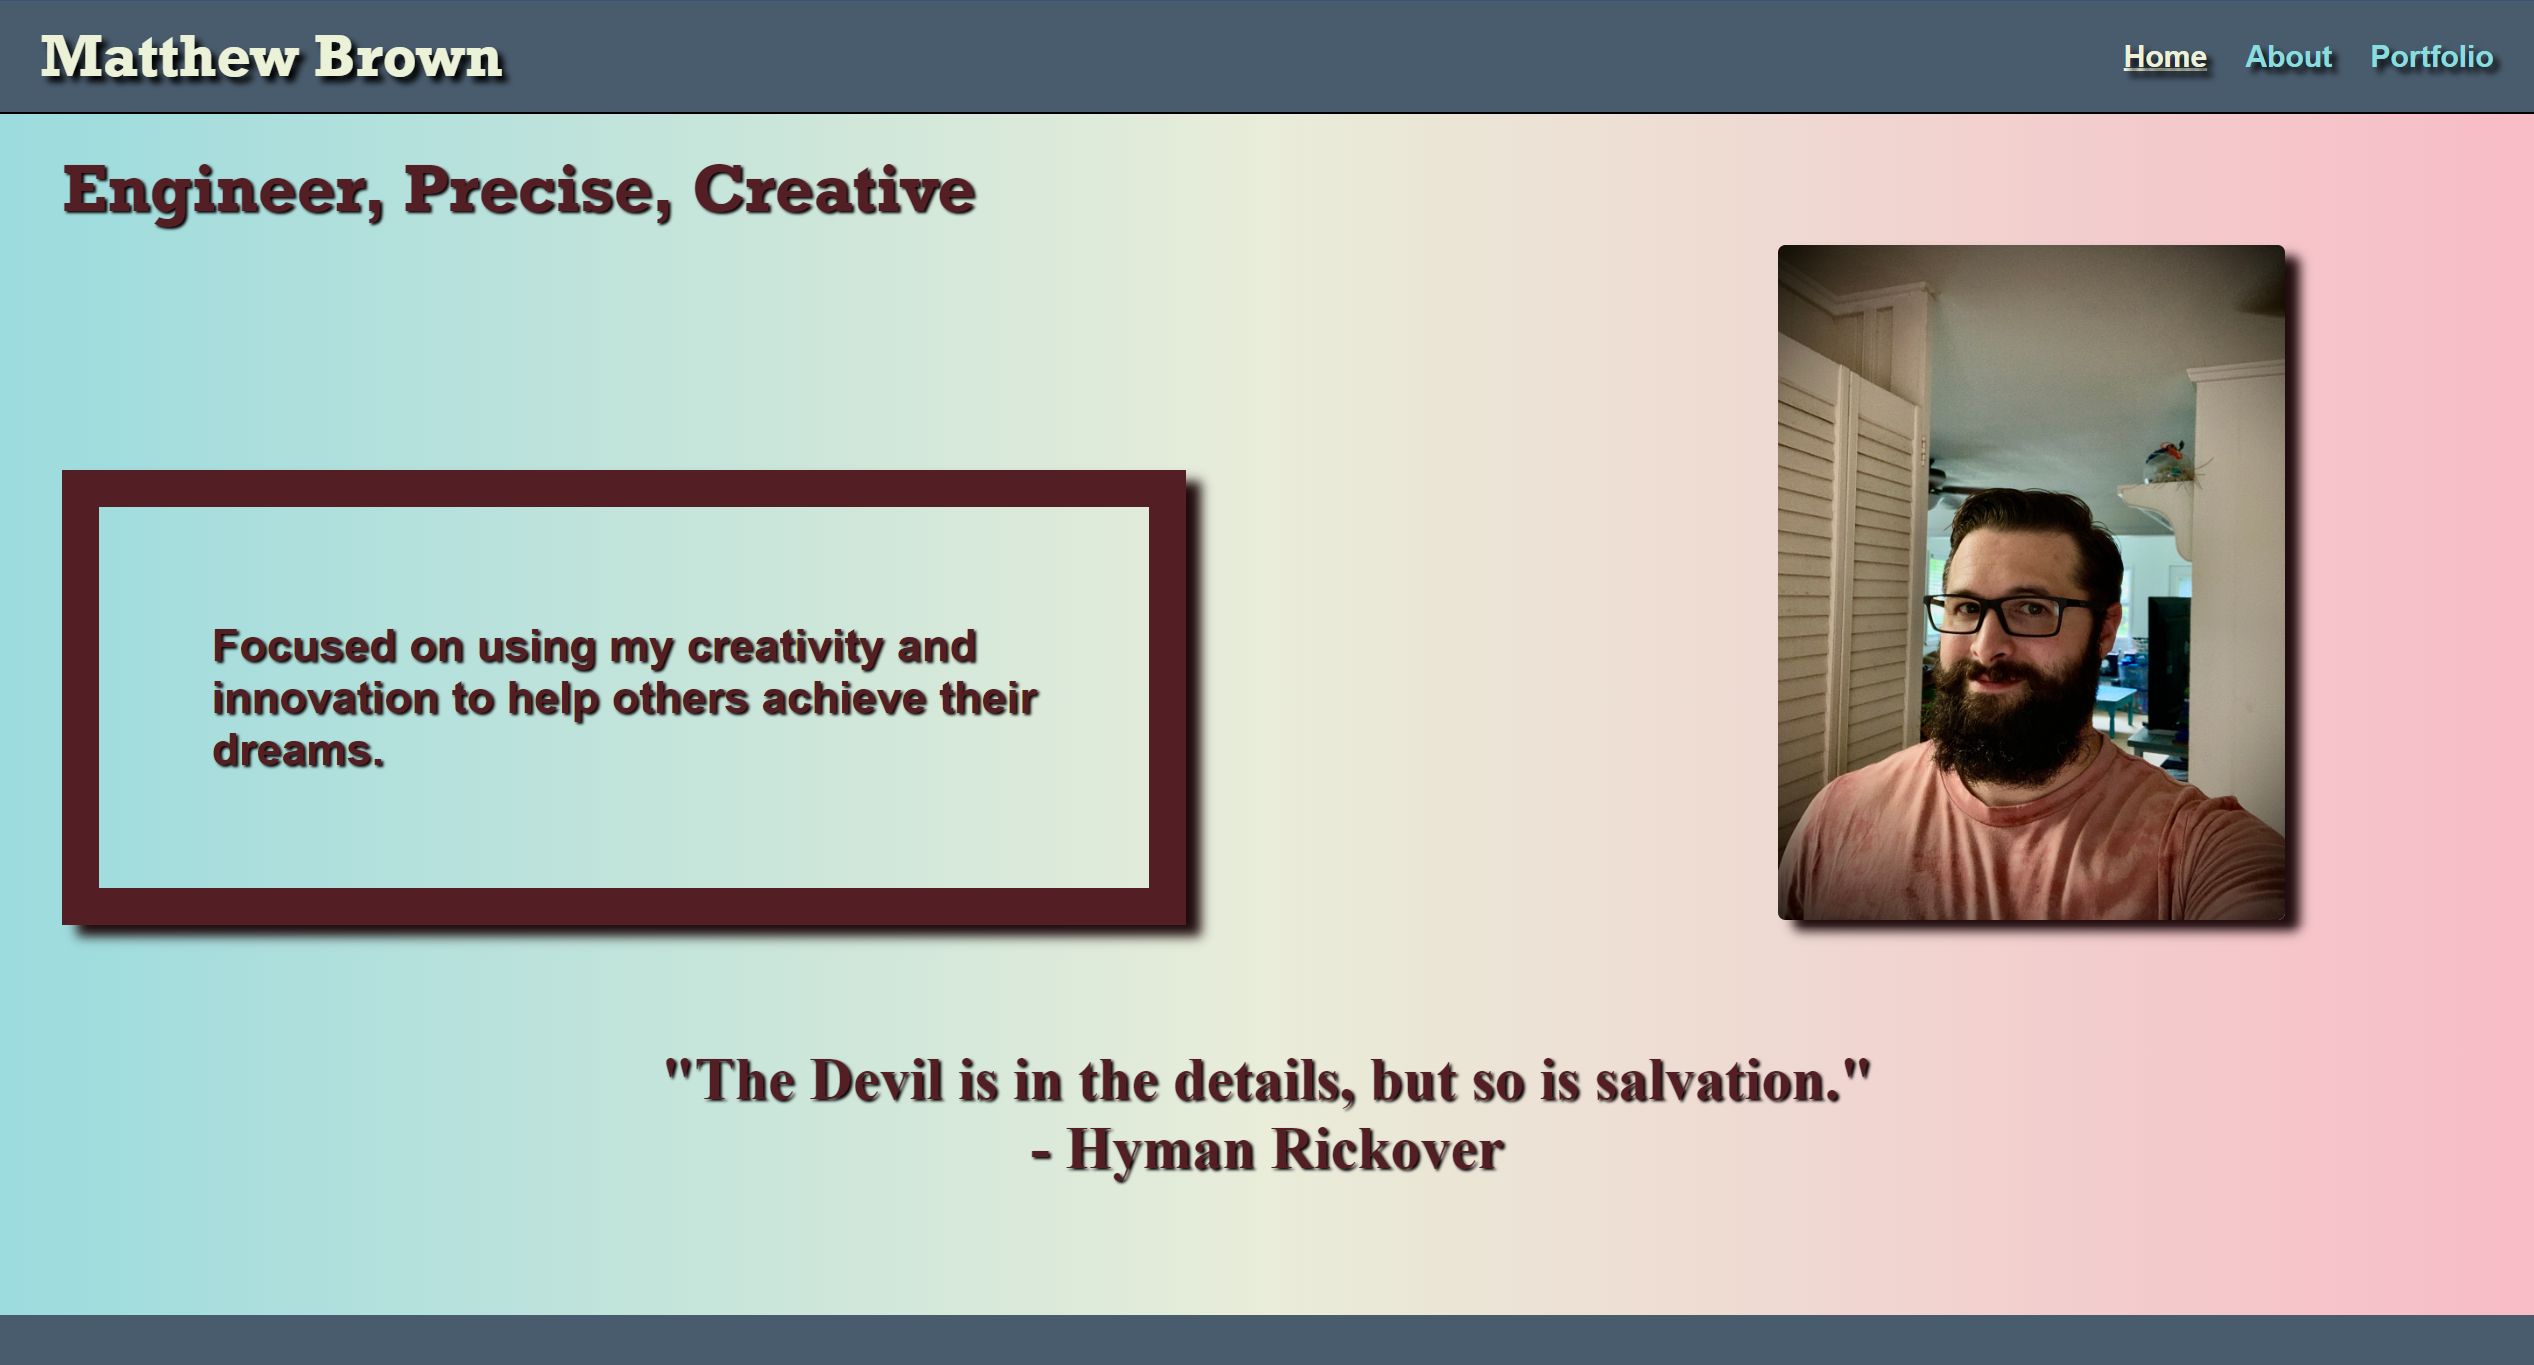 Matthew Brown
Home About Portfolio
Engineer, Precise, Creative
Focused on using my creativity and
innovation to help others achieve their
dreams.
"The Devil is in the details, but so is salvation."
- Hyman Rickover